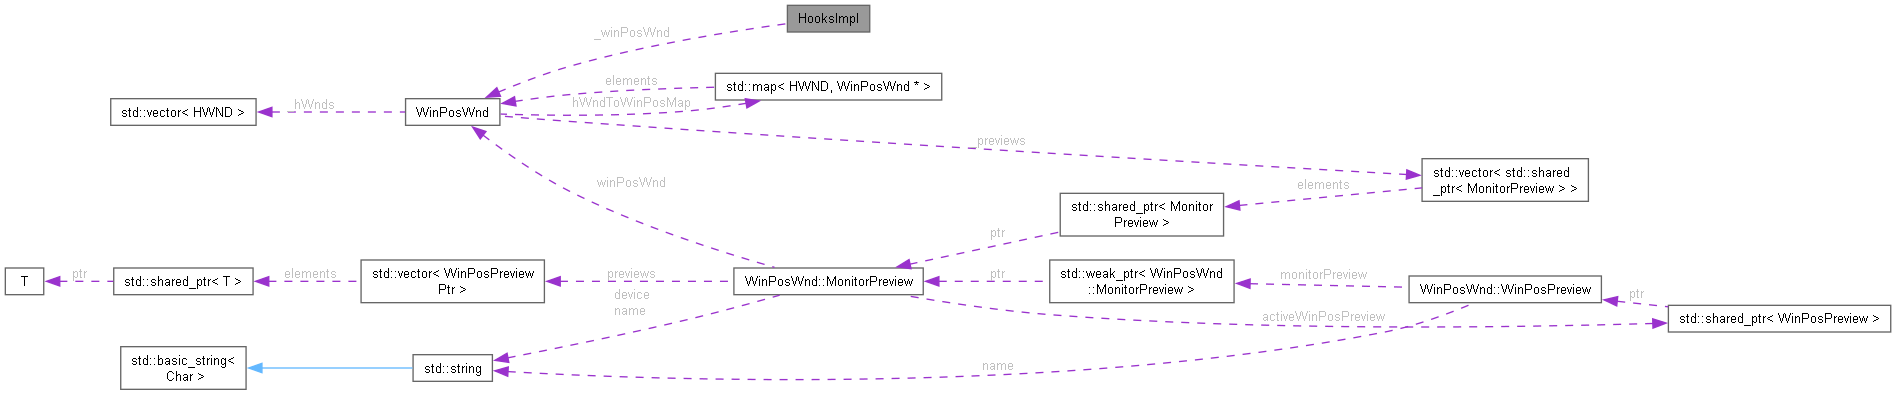 HooksImpl
_winPosWnd
elements
std::map< HWND, WinPosWnd * >
hWndToWinPosMap
std::vector< HWND >
hWnds
WinPosWnd
previews
std::vector< std::shared
_ptr< MonitorPreview > >
elements
std::shared_ptr< Monitor
Preview >
winPosWnd
ptr
T
ptr
std::shared_ptr< T >
elements
std::vector< WinPosPreview
Ptr >
previews
WinPosWnd::MonitorPreview
ptr
std::weak_ptr< WinPosWnd
::MonitorPreview >
monitorPreview
WinPosWnd::WinPosPreview
ptr
std::shared_ptr< WinPosPreview >
device
name
activeWinPosPreview
std::basic_string<
Char >
std::string
name